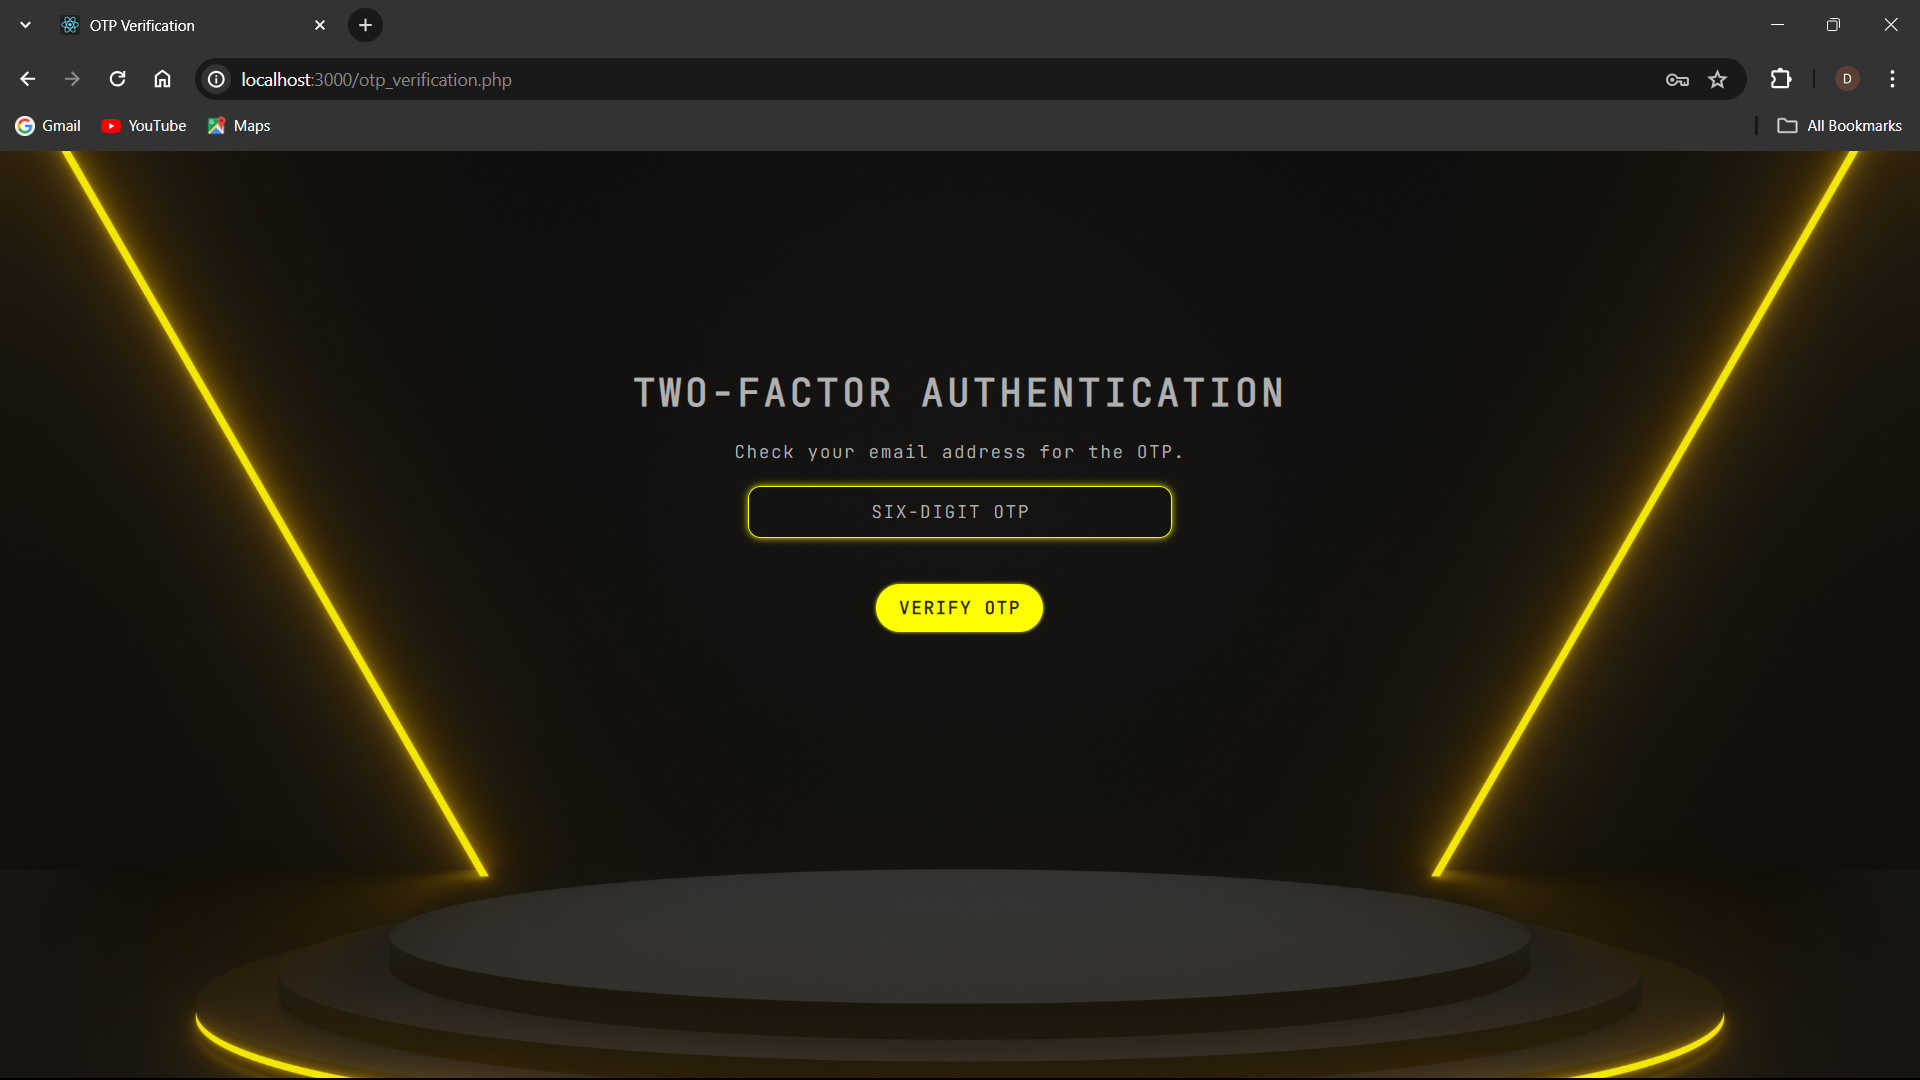 OTP Verification
localhost:3000/otp_verification.php
D
Gmail
YouTube
Maps
All Bookmarks
TWO-FACTOR AUTHENTICATION
Check your email address for the OTP.
SIX-DIGIT OTP
VERIFY OTP